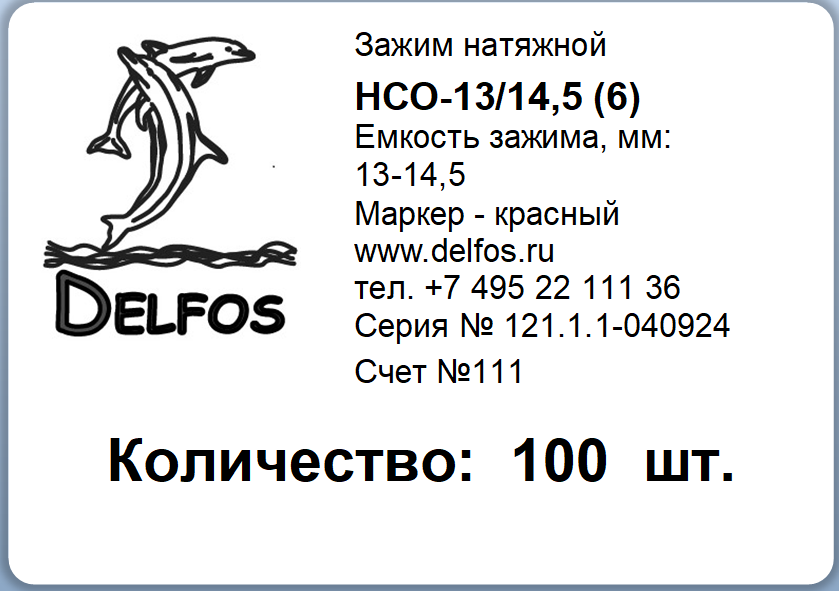 Зажим натяжной
НСО-13/14,5 (6)
Емкость зажима, мм:
13-14,5
Маркер - красный
www.delfos.ru
тел. +7 495 22 111 36
Серия № 121.1.1-040924
Счет №111
DELFOS
Количество: 100 шт.